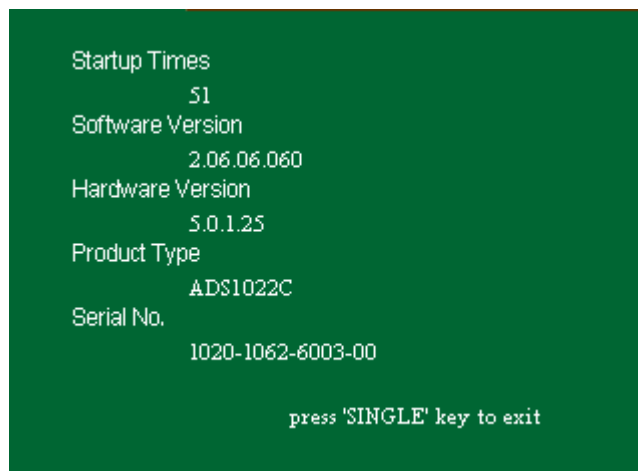 Startup Times
51
Software Version
2.06.06.060
Hardware Version
5.0.1.25
Product Type
ADS1022C
Serial No.
1020-1062-6003-00
press 'SINGLE' key to exit